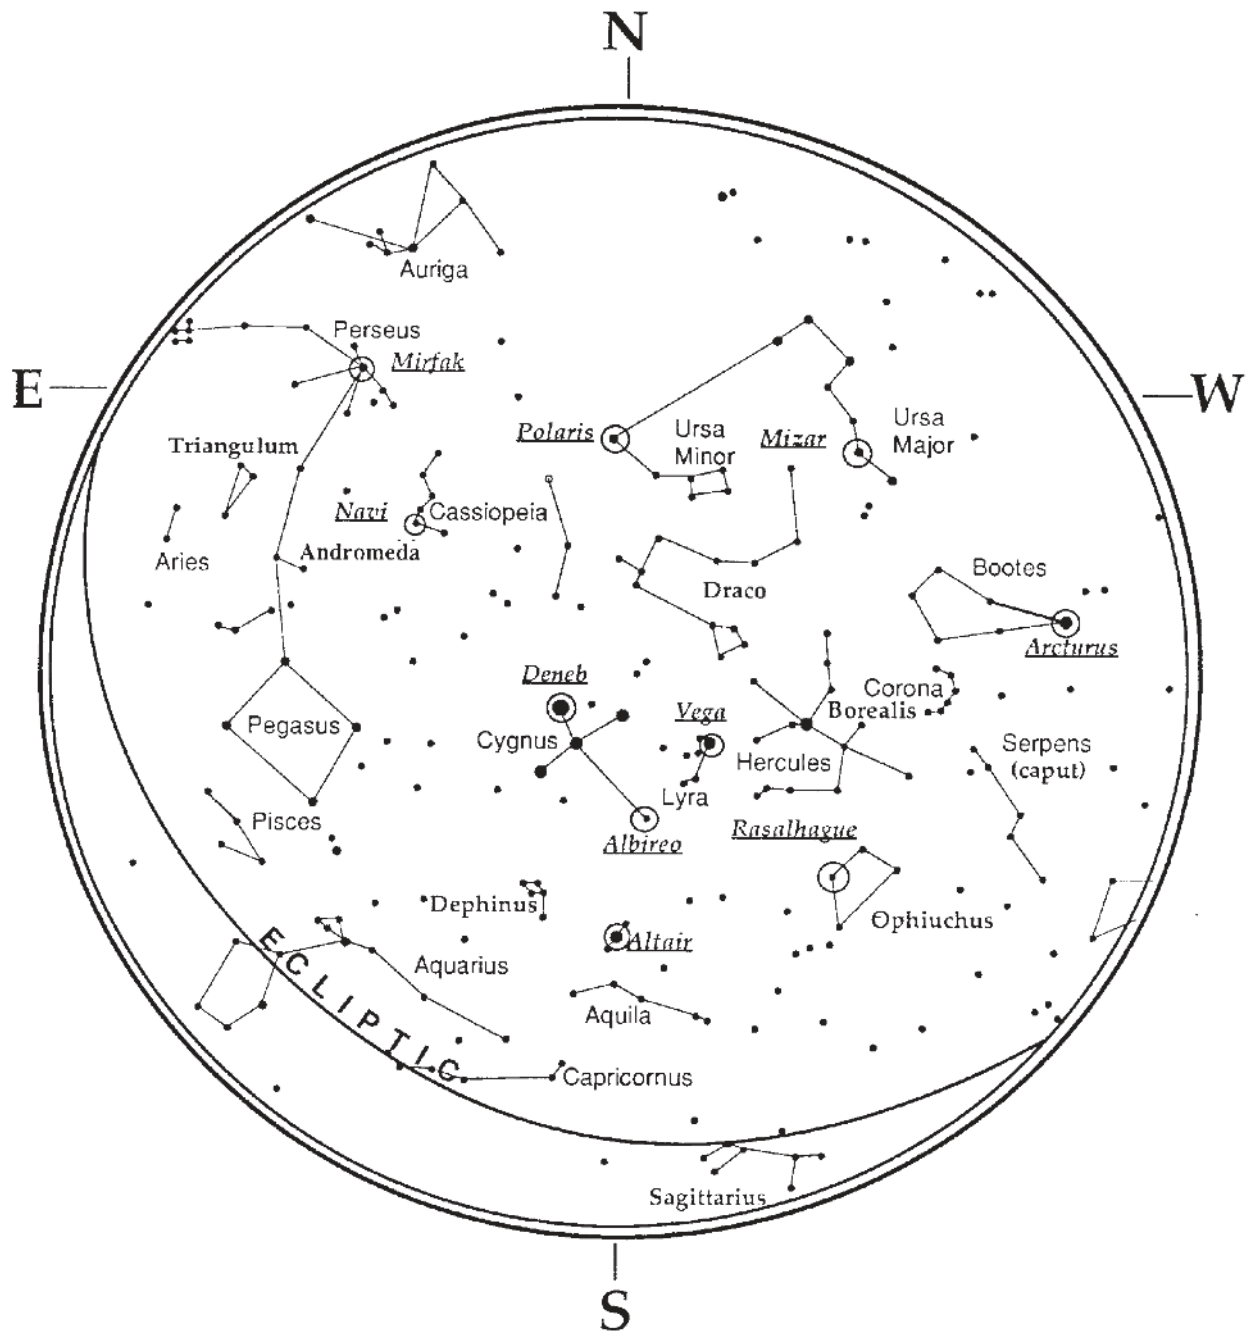 N
Auriga
Perseus
Mirfak
E
W
Triangulum
Polaris
Ursa
Minor
Mizar
Ursa
Major
Navi
Cassiopeia
Aries
Andromeda
Draco
Bootes
Arcturus
Deneb
Pegasus
Cygnus
Vega
Corona
Borealis
Hercules
Serpens
(caput)
Lyra
Pisces
Albireo
Rasalhague
Dephinus
Ophiuchus
Altair
Aquarius
ECLIPTIC
Aquila
Capricornus
Sagittarius
S